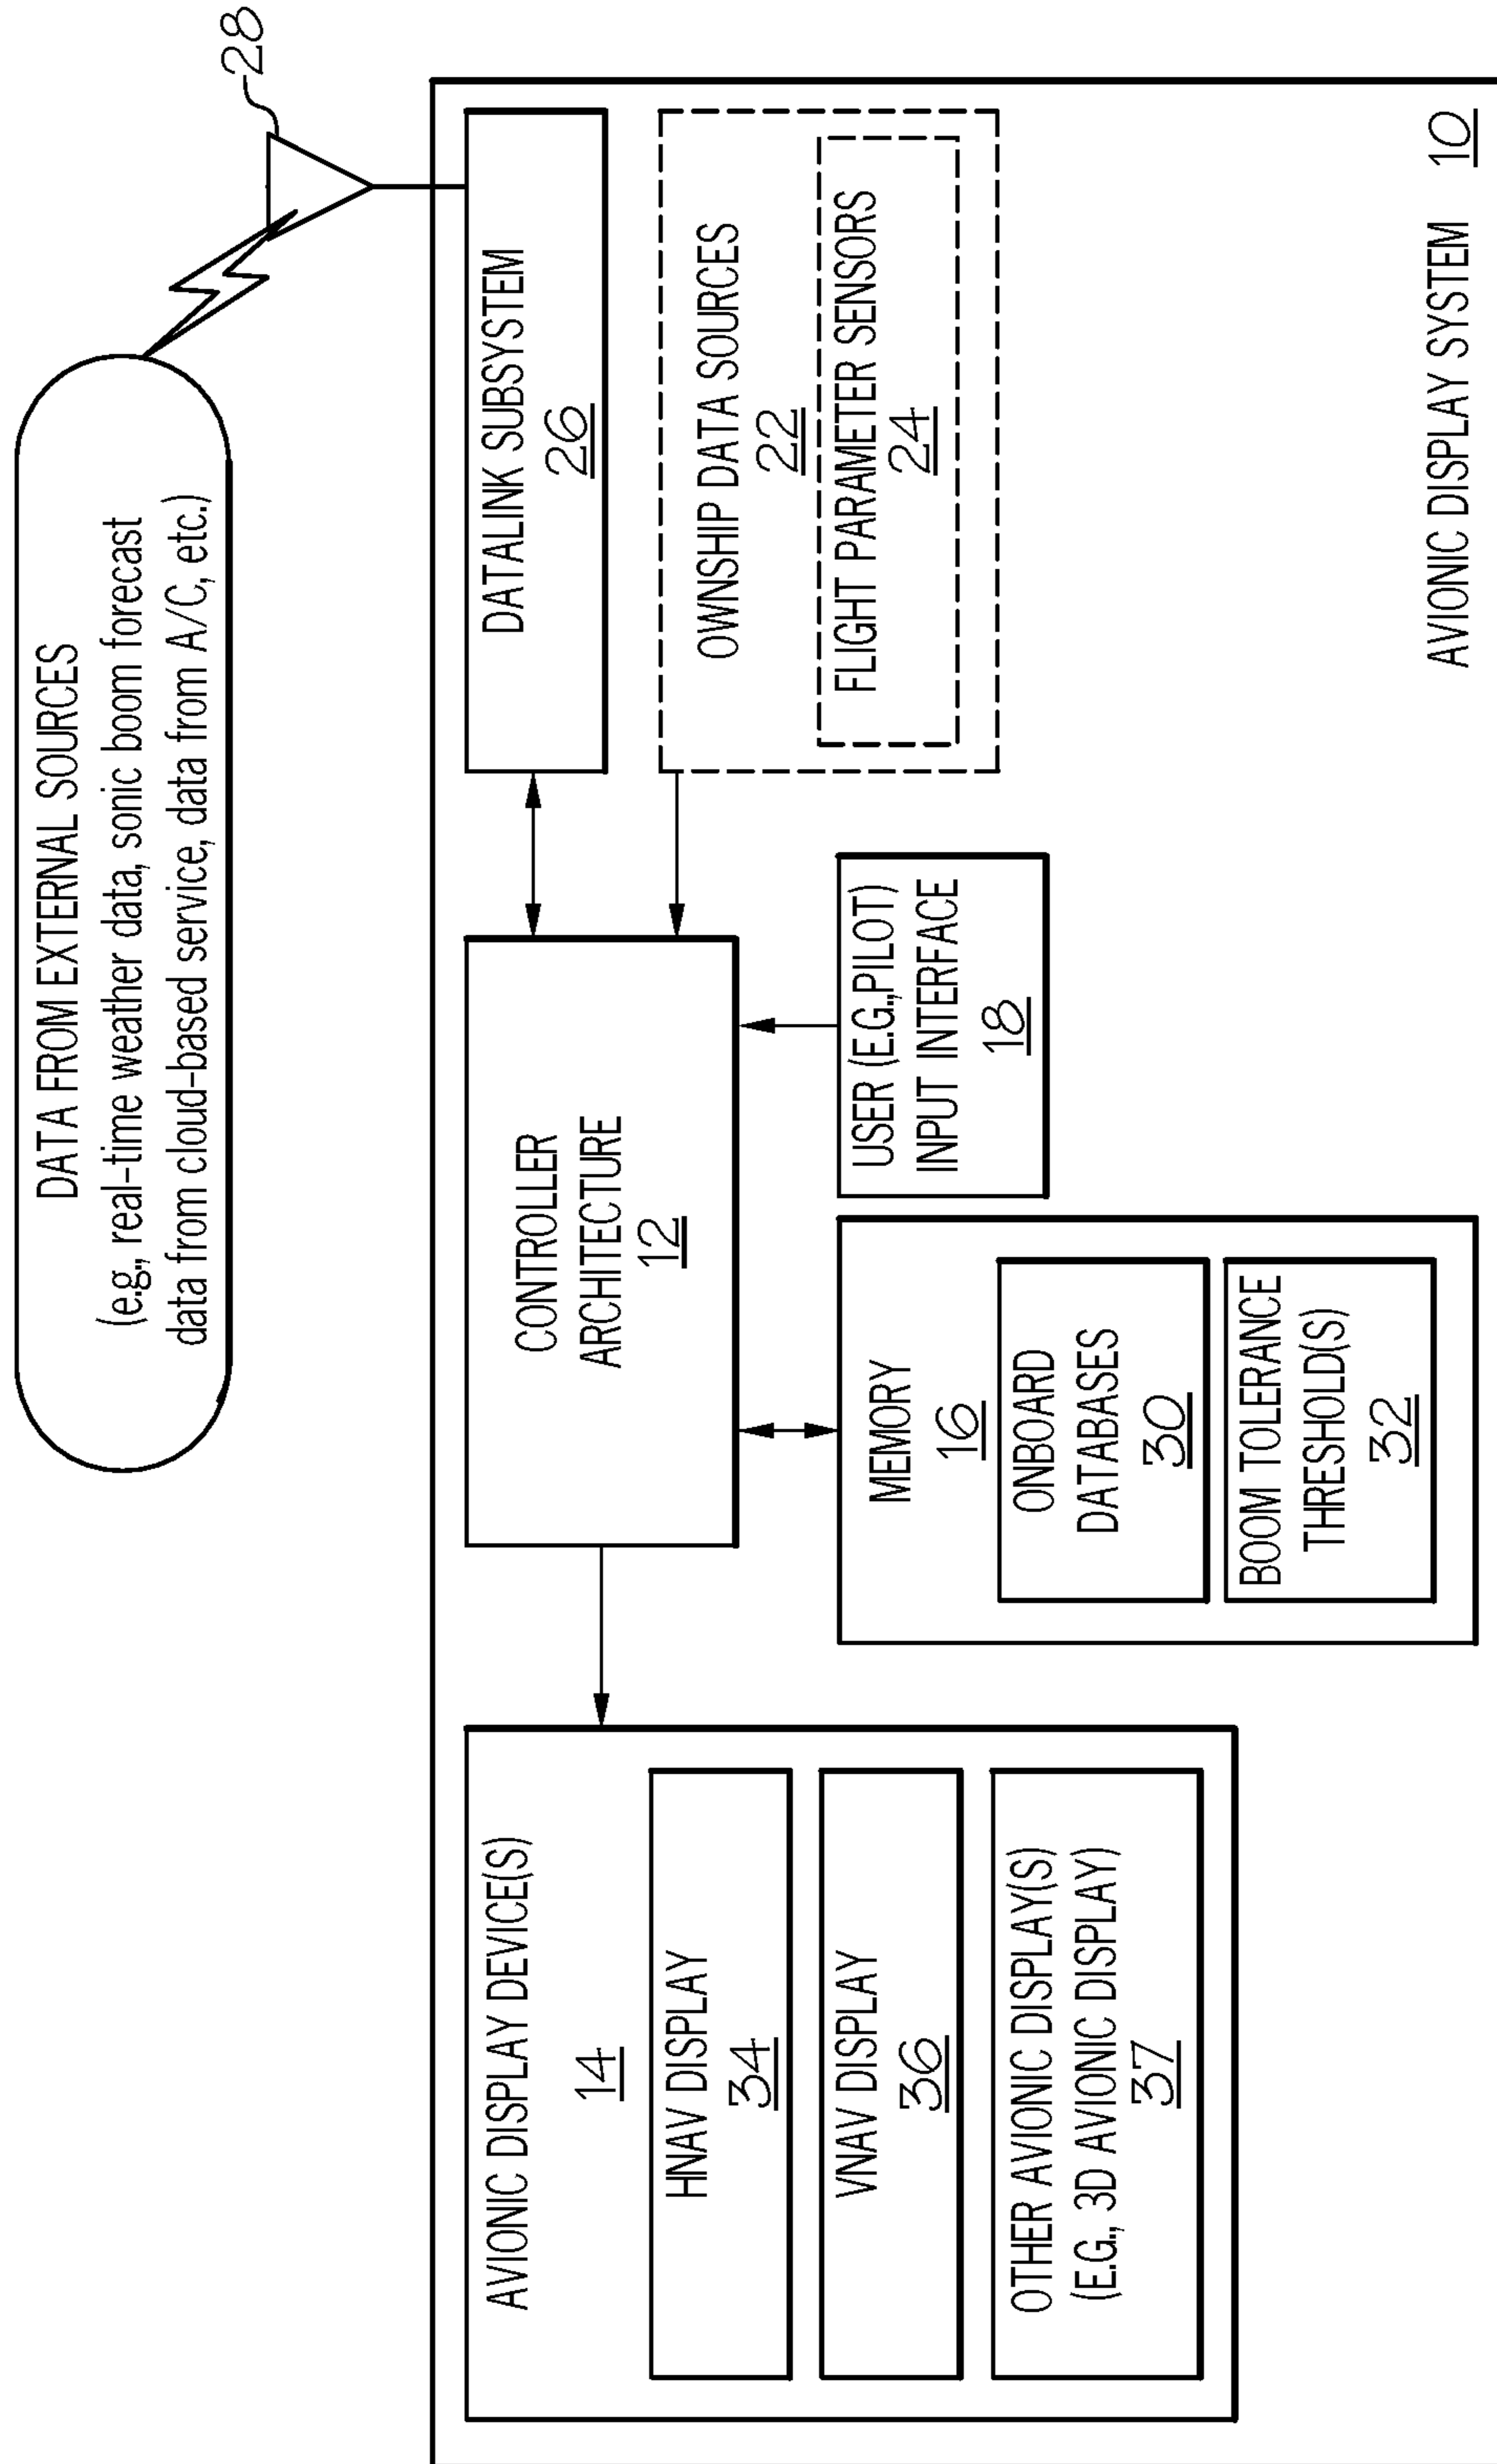 DATA FROM EXTERNAL SOURCES
(e.g., real-time weather data, sonic boom forecast
data from cloud-based service, data from A/C, etc.)
28
AVIONIC DISPLAY DEVICE(S)
14
HNAV DISPLAY
34
VNAV DISPLAY
36
OTHER AVIONIC DISPLAY(S)
(E.G., 3D AVIONIC DISPLAY)
37
CONTROLLER
ARCHITECTURE
12
MEMORY
16
ONBOARD
DATABASES
30
BOOM TOLERANCE
THRESHOLD(S)
32
USER (E.G.,PILOT)
INPUT INTERFACE
18
DATALINK SUBSYSTEM
26
OWNSHIP DATA SOURCES
22
FLIGHT PARAMETER SENSORS
24
AVIONIC DISPLAY SYSTEM 10